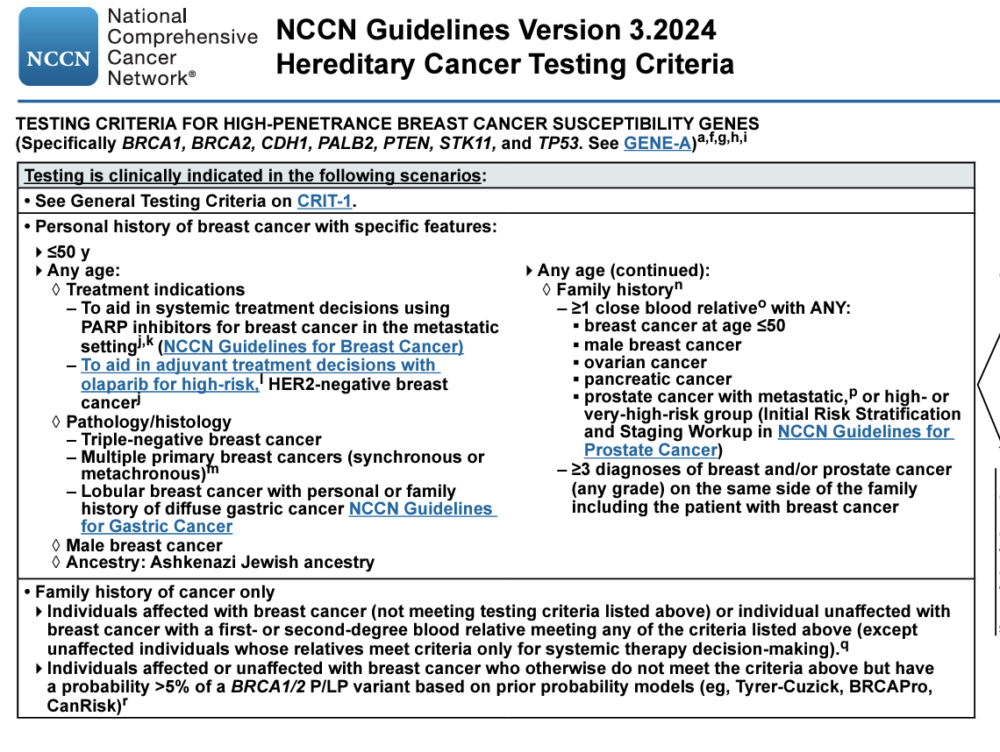 NCCN
National
Comprehensive
Cancer
Network®
NCCN Guidelines Version 3.2024
Hereditary Cancer Testing Criteria
TESTING CRITERIA FOR HIGH-PENETRANCE BREAST CANCER SUSCEPTIBILITY GENES
(Specifically BRCA1, BRCA2, CDH1, PALB2, PTEN, STK11, and TP53. See GENE-A)a,f,g,h,i
Testing is clinically indicated in the following scenarios:
• See General Testing Criteria on CRIT-1.
• Personal history of breast cancer with specific features:
▸ ≤50 y
▸ Any age:
◊ Treatment indications
– To aid in systemic treatment decisions using
PARP inhibitors for breast cancer in the metastatic
settingj,k (NCCN Guidelines for Breast Cancer)
– To aid in adjuvant treatment decisions with
olaparib for high-risk,l HER2-negative breast
cancerj
◊ Pathology/histology
– Triple-negative breast cancer
– Multiple primary breast cancers (synchronous or
metachronous)m
– Lobular breast cancer with personal or family
history of diffuse gastric cancer NCCN Guidelines
for Gastric Cancer
◊ Male breast cancer
◊ Ancestry: Ashkenazi Jewish ancestry
▸ Any age (continued):
◊ Family historyn
– ≥1 close blood relativeo with ANY:
▪ breast cancer at age ≤50
▪ male breast cancer
▪ ovarian cancer
▪ pancreatic cancer
▪ prostate cancer with metastatic,p or high- or
very-high-risk group (Initial Risk Stratification
and Staging Workup in NCCN Guidelines for
Prostate Cancer)
– ≥3 diagnoses of breast and/or prostate cancer
(any grade) on the same side of the family
including the patient with breast cancer
• Family history of cancer only
▸ Individuals affected with breast cancer (not meeting testing criteria listed above) or individual unaffected with
breast cancer with a first- or second-degree blood relative meeting any of the criteria listed above (except
unaffected individuals whose relatives meet criteria only for systemic therapy decision-making).q
▸ Individuals affected or unaffected with breast cancer who otherwise do not meet the criteria above but have
a probability >5% of a BRCA1/2 P/LP variant based on prior probability models (eg, Tyrer-Cuzick, BRCAPro,
CanRisk)r